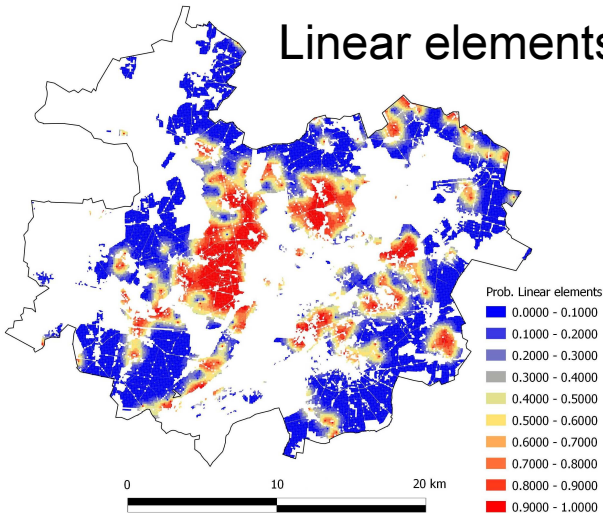 Linear elements
Prob. Linear elements
0.0000 - 0.1000
0.1000 - 0.2000
0.2000 - 0.3000
0.3000 - 0.4000
0.4000 - 0.5000
0.5000 - 0.6000
0.6000 - 0.7000
0.7000 - 0.8000
0.8000 - 0.9000
0.9000 - 1.0000
0 10 20 km